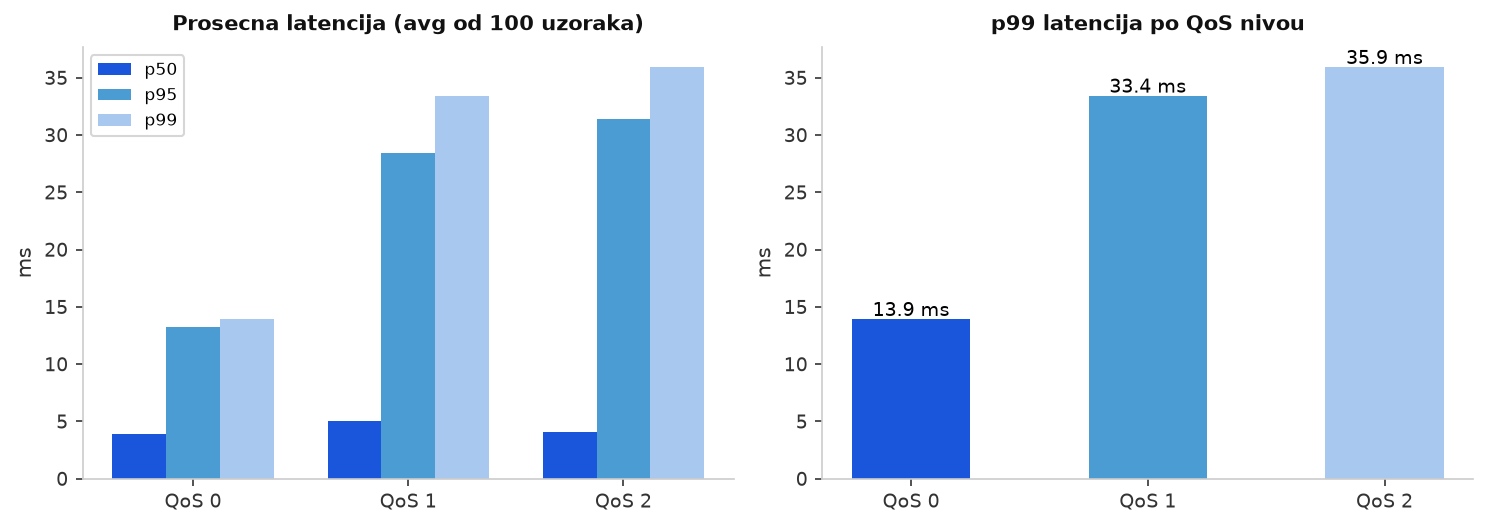 Prosecna latencija (avg od 100 uzoraka)
p50
p95
p99
ms
35
30
25
20
15
10
5
0
QoS 0
QoS 1
QoS 2
p99 latencija po QoS nivou
ms
35
30
25
20
15
10
5
0
13.9 ms
33.4 ms
35.9 ms
QoS 0
QoS 1
QoS 2